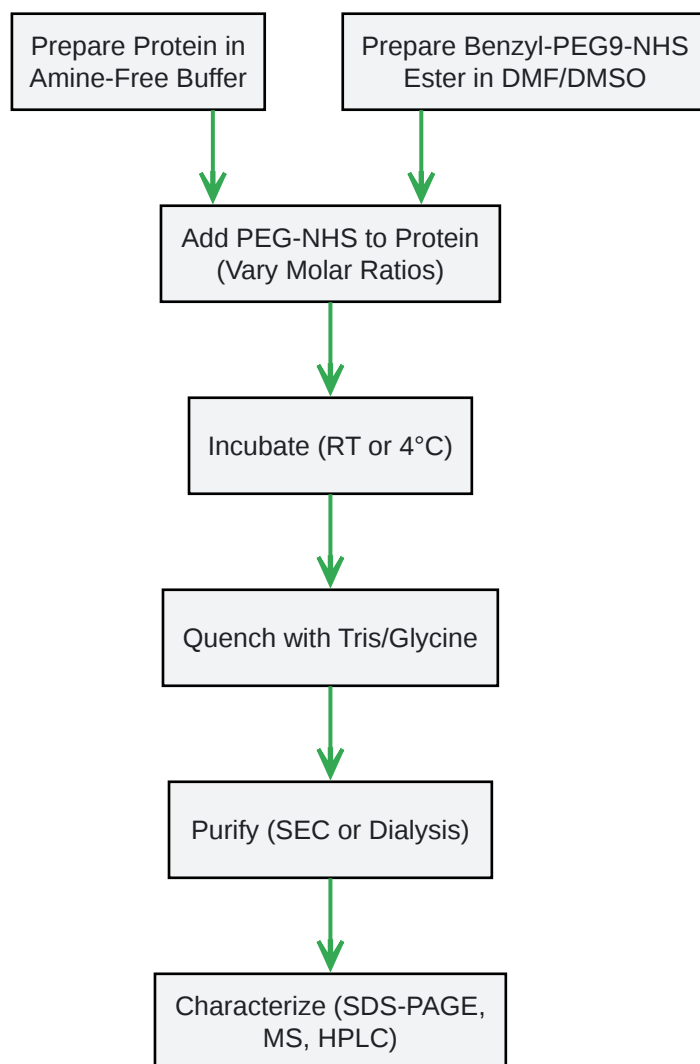 Prepare Protein in
Amine-Free Buffer
Prepare Benzyl-PEG9-NHS
Ester in DMF/DMSO
Add PEG-NHS to Protein
(Vary Molar Ratios)
Incubate (RT or 4°C)
Quench with Tris/Glycine
Purify (SEC or Dialysis)
Characterize (SDS-PAGE,
MS, HPLC)